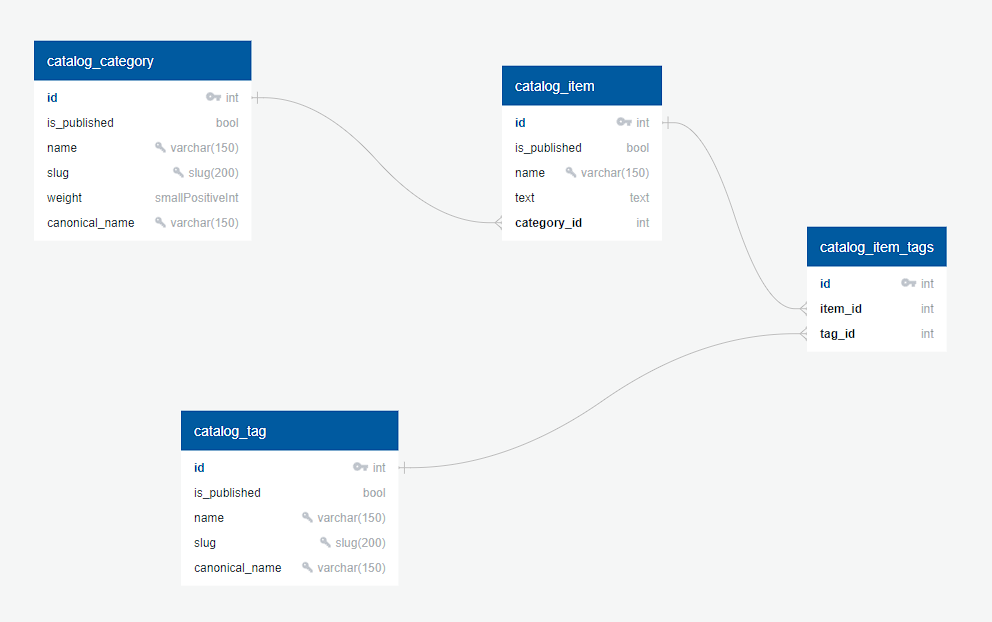 catalog_category
id int
is_published bool
name varchar(150)
slug slug(200)
weight smallPositiveInt
canonical_name varchar(150)
catalog_item
id int
is_published bool
name varchar(150)
text text
category_id int
catalog_item_tags
id int
item_id int
tag_id int
catalog_tag
id int
is_published bool
name varchar(150)
slug slug(200)
canonical_name varchar(150)